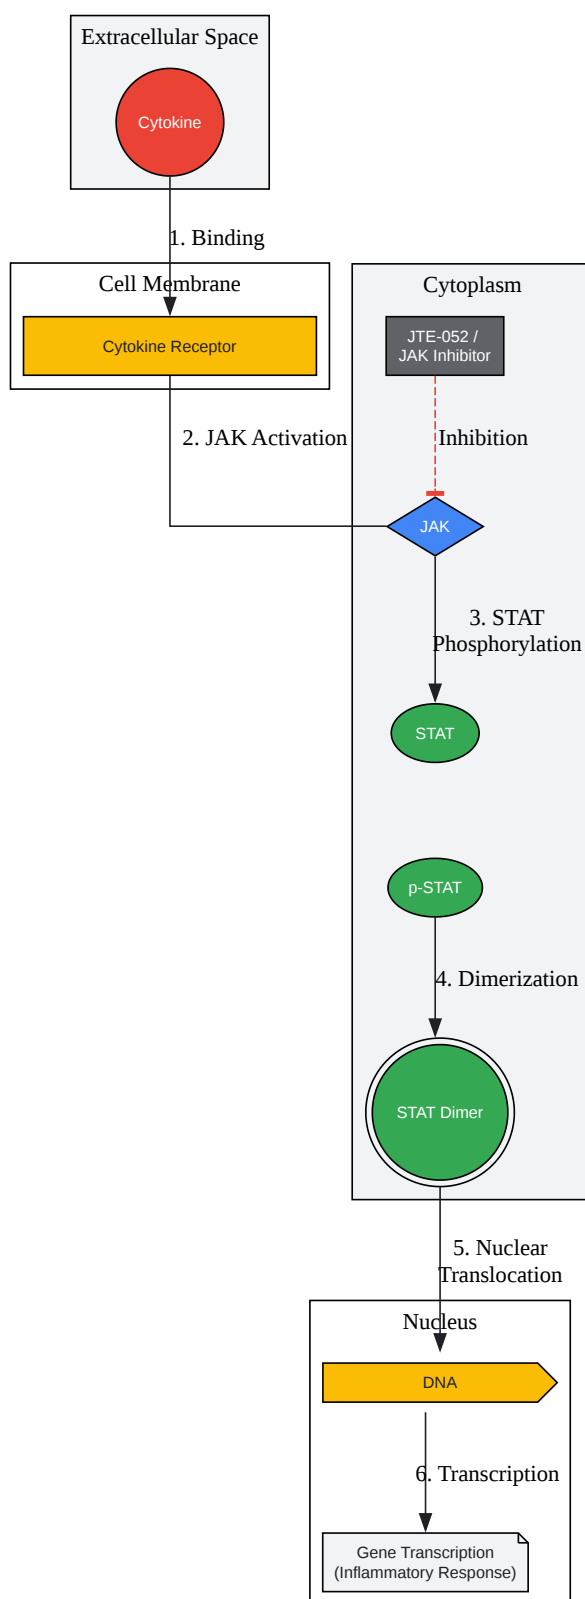 Extracellular Space
Cytokine
1. Binding
Cell Membrane
Cytokine Receptor
Cytoplasm
JTE-052 /
JAK Inhibitor
2. JAK Activation
Inhibition
JAK
3. STAT
Phosphorylation
STAT
p-STAT
4. Dimerization
STAT Dimer
5. Nuclear
Translocation
Nucleus
DNA
6. Transcription
Gene Transcription
(Inflammatory Response)